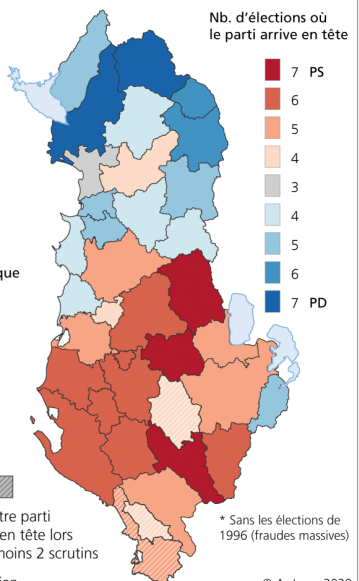 Nb. d'élections où
le parti arrive en tête
7 PS
6
5
4
3
4
5
6
7 PD
que
tre parti
en tête lors
moins 2 scrutins
* Sans les élections de
1996 (fraudes massives)